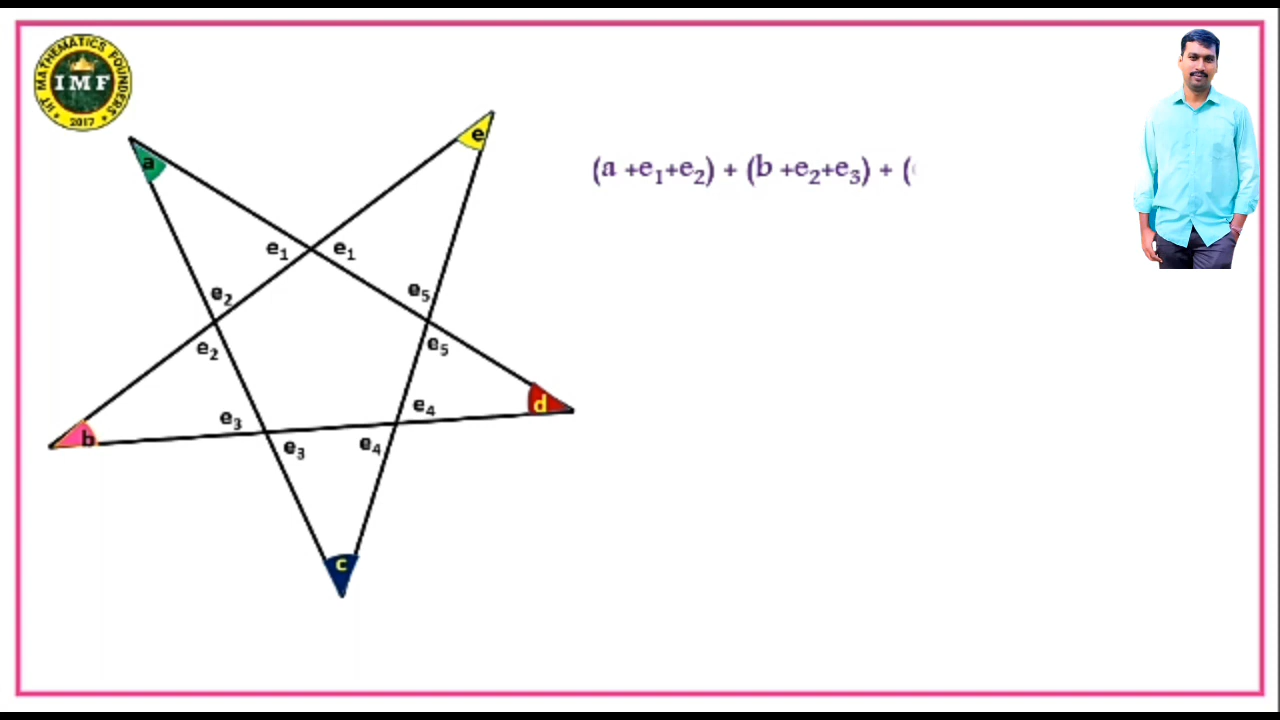 IIT MATHEMATICS FOUNDERS
IMF
2017
a
e
(a +e₁+e₂) + (b +e₂+e₃) + (
e₁ e₁
e₂ e₅
e₂ e₅
e₃ e₄ d
b
e₃ e₄
c